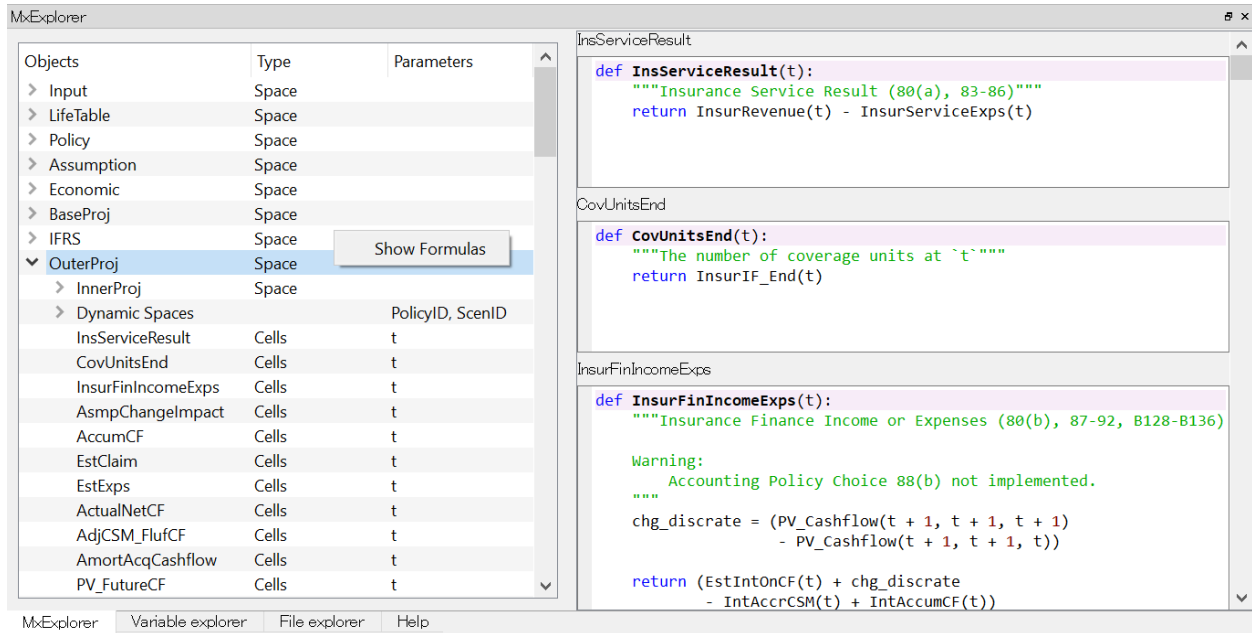 MxExplorer
Objects Type Parameters
Input Space
LifeTable Space
Policy Space
Assumption Space
Economic Space
BaseProj Space
IFRS Space
Show Formulas
OuterProj Space
InnerProj Space
Dynamic Spaces PolicyID, ScenID
InsServiceResult Cells t
CovUnitsEnd Cells t
InsurFinIncomeExps Cells t
AsmpChangeImpact Cells t
AccumCF Cells t
EstClaim Cells t
EstExps Cells t
ActualNetCF Cells t
AdjCSM_FlufCF Cells t
AmortAcqCashflow Cells t
PV_FutureCF Cells t
InsServiceResult
def InsServiceResult(t):
"""Insurance Service Result (80(a), 83-86)"""
return InsurRevenue(t) - InsurServiceExps(t)
CovUnitsEnd
def CovUnitsEnd(t):
"""The number of coverage units at `t`"""
return InsurIF_End(t)
InsurFinIncomeExps
def InsurFinIncomeExps(t):
"""Insurance Finance Income or Expenses (80(b), 87-92, B128-B136)
Warning:
Accounting Policy Choice 88(b) not implemented.
"""
chg_discrate = (PV_Cashflow(t + 1, t + 1, t + 1)
- PV_Cashflow(t + 1, t + 1, t))
return (EstIntOnCF(t) + chg_discrate
- IntAccrCSM(t) + IntAccumCF(t))
MxExplorer Variable explorer File explorer Help